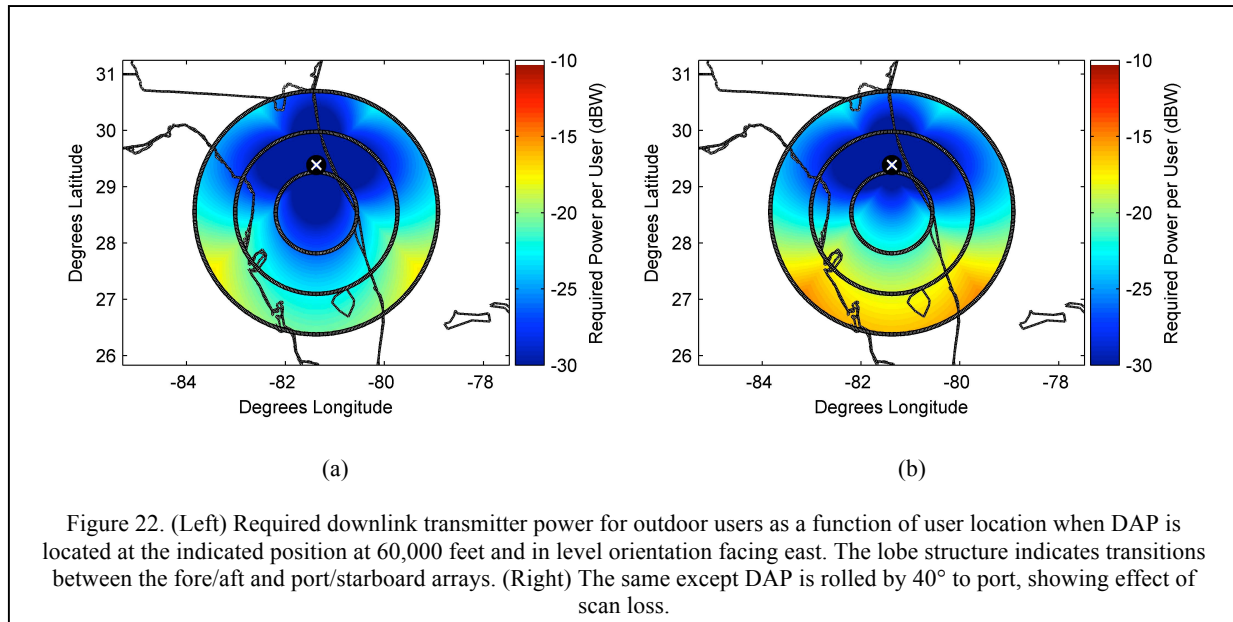 31
30
29
28
27
26
Degrees Latitude
-84
-82
-80
-78
Degrees Longitude
-10
-15
-20
-25
-30
Required Power per User (dBW)
31
30
29
28
27
26
Degrees Latitude
-84
-82
-80
-78
Degrees Longitude
-10
-15
-20
-25
-30
Required Power per User (dBW)
(a)
(b)
Figure 22. (Left) Required downlink transmitter power for outdoor users as a function of user location when DAP is
located at the indicated position at 60,000 feet and in level orientation facing east. The lobe structure indicates transitions
between the fore/aft and port/starboard arrays. (Right) The same except DAP is rolled by 40° to port, showing effect of
scan loss.